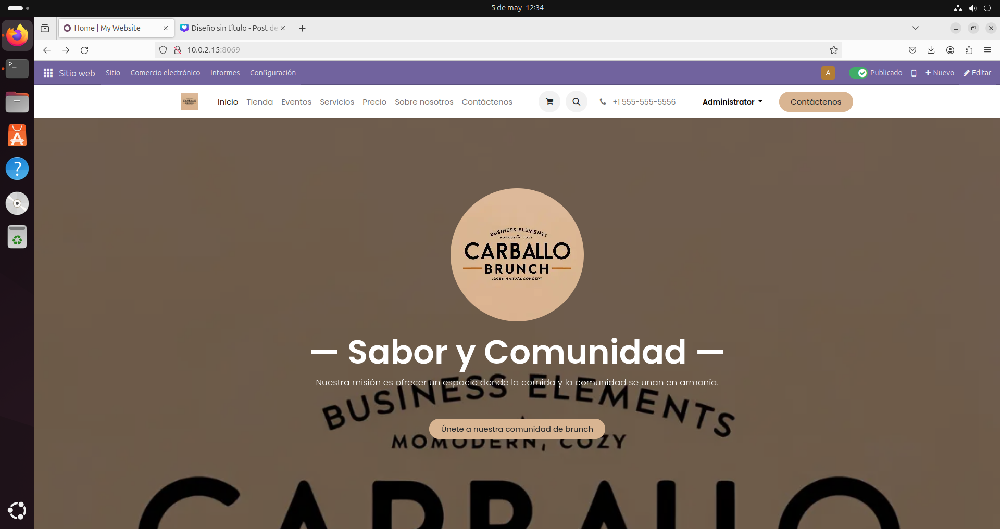 5 de may 12:34
Home | My Website
Diseño sin título - Post de
10.0.2.15:8069
Sitio web
Sitio
Comercio electrónico
Informes
Configuración
A
Publicado
Nuevo
Editar
Inicio
Tienda
Eventos
Servicios
Precio
Sobre nosotros
Contáctenos
+1 555-555-5556
Administrator
Contáctenos
BUSINESS ELEMENTS
MOMODERN, COZY
CARBALLO
BRUNCH
LEGEN NATUAL CONCEPT
— Sabor y Comunidad —
Nuestra misión es ofrecer un espacio donde la comida y la comunidad se unan en armonía.
BUSINESS ELEMENTS
Únete a nuestra comunidad de brunch
MOMODERN, COZY
CARBALLO